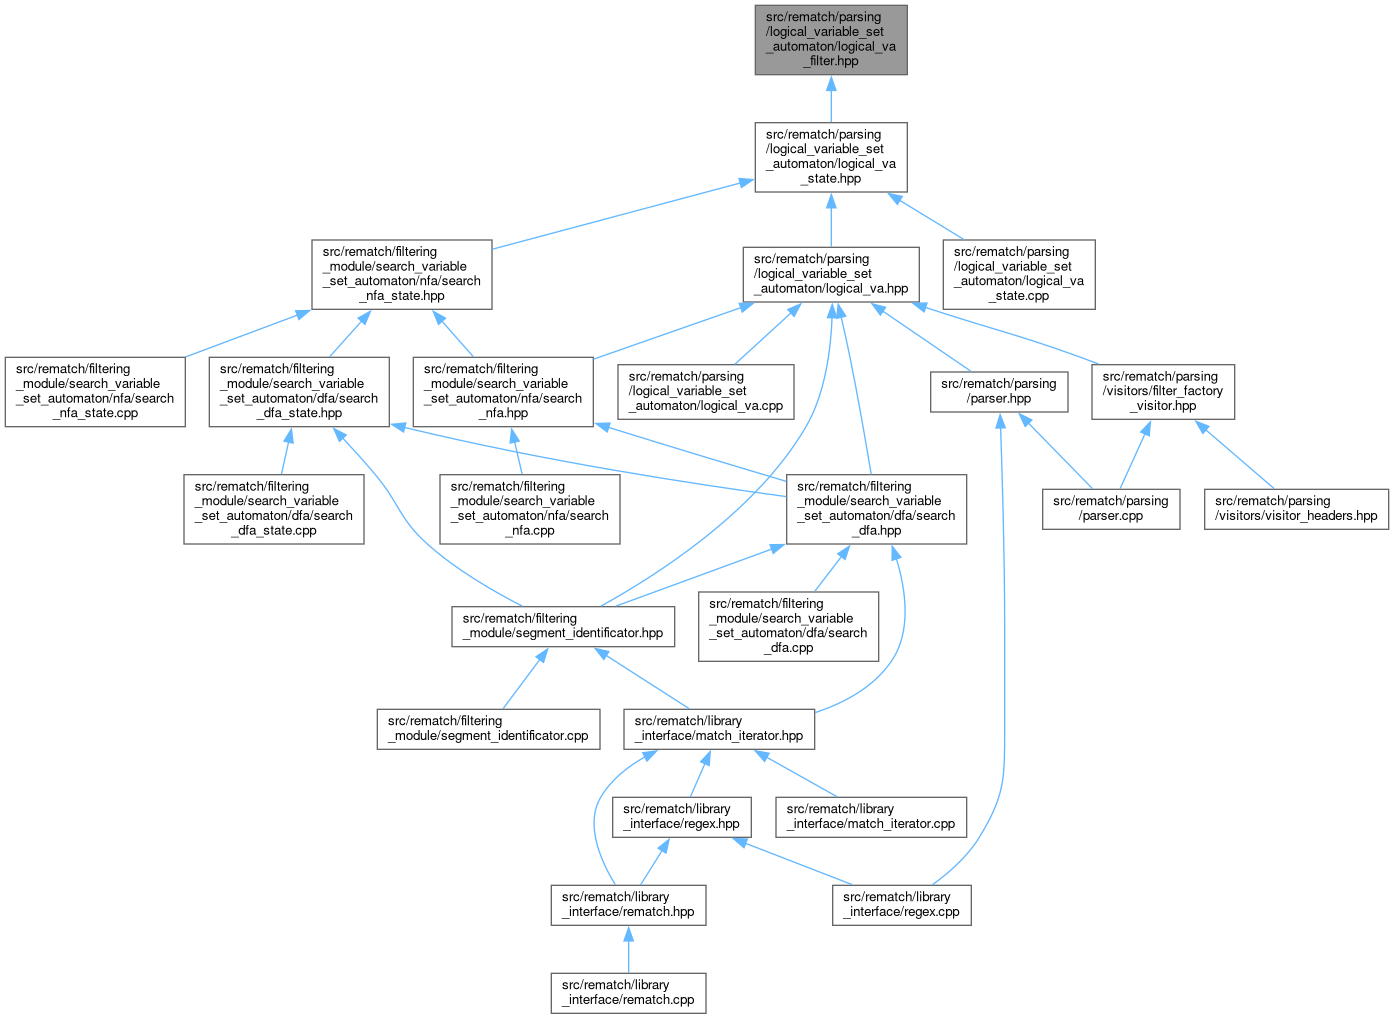 src/rematch/parsing
/logical_variable_set
_automaton/logical_va
_filter.hpp
src/rematch/parsing
/logical_variable_set
_automaton/logical_va
_state.hpp
src/rematch/filtering
_module/search_variable
_set_automaton/nfa/search
_nfa_state.hpp
src/rematch/parsing
/logical_variable_set
_automaton/logical_va.hpp
src/rematch/parsing
/logical_variable_set
_automaton/logical_va
_state.cpp
src/rematch/filtering
_module/search_variable
_set_automaton/nfa/search
_nfa_state.cpp
src/rematch/filtering
_module/search_variable
_set_automaton/dfa/search
_dfa_state.hpp
src/rematch/filtering
_module/search_variable
_set_automaton/nfa/search
_nfa.hpp
src/rematch/parsing
/logical_variable_set
_automaton/logical_va.cpp
src/rematch/parsing
/parser.hpp
src/rematch/parsing
/visitors/filter_factory
_visitor.hpp
src/rematch/filtering
_module/search_variable
_set_automaton/dfa/search
_dfa_state.cpp
src/rematch/filtering
_module/search_variable
_set_automaton/nfa/search
_nfa.cpp
src/rematch/filtering
_module/search_variable
_set_automaton/dfa/search
_dfa.hpp
src/rematch/parsing
/parser.cpp
src/rematch/parsing
/visitors/visitor_headers.hpp
src/rematch/filtering
_module/segment_identificator.hpp
src/rematch/filtering
_module/search_variable
_set_automaton/dfa/search
_dfa.cpp
src/rematch/filtering
_module/segment_identificator.cpp
src/rematch/library
_interface/match_iterator.hpp
src/rematch/library
_interface/regex.hpp
src/rematch/library
_interface/match_iterator.cpp
src/rematch/library
_interface/rematch.hpp
src/rematch/library
_interface/regex.cpp
src/rematch/library
_interface/rematch.cpp